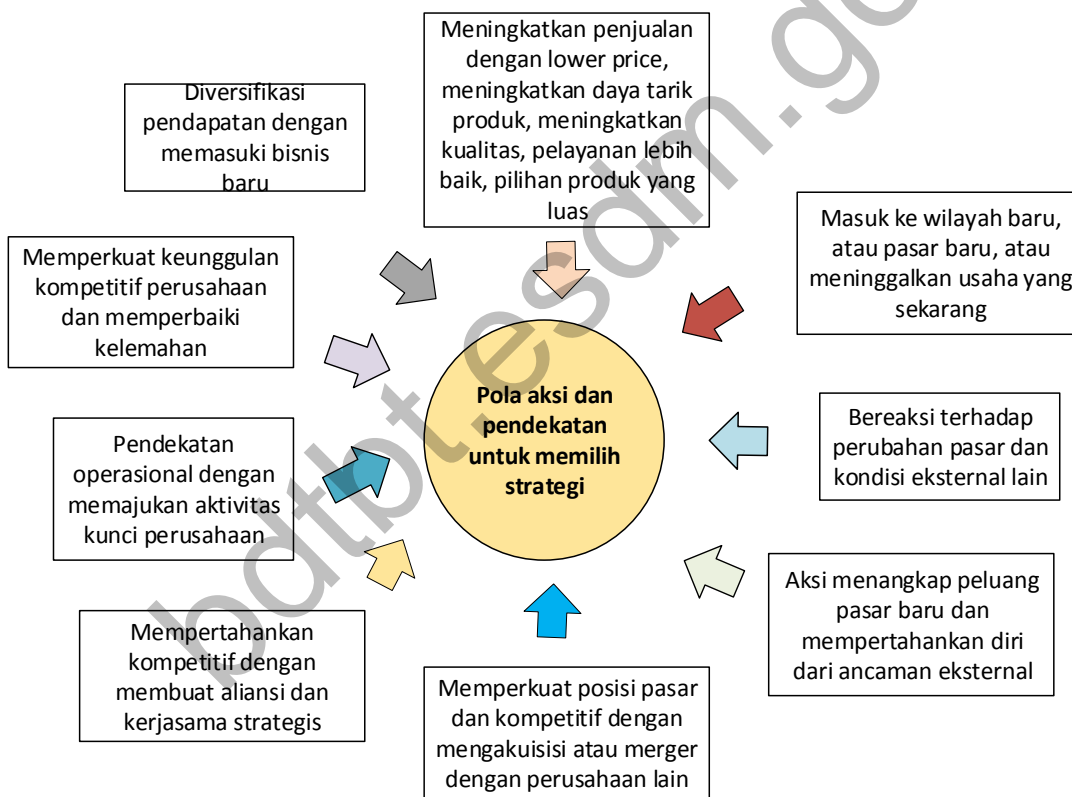 Meningkatkan penjualan
dengan lower price,
meningkatkan daya tarik
produk, meningkatkan
kualitas, pelayanan lebih
baik, pilihan produk yang
luas
Diversifikasi
pendapatan dengan
memasuki bisnis
baru
Masuk ke wilayah baru,
atau pasar baru, atau
meninggalkan usaha yang
sekarang
Memperkuat keunggulan
kompetitif perusahaan
dan memperbaiki
kelemahan
Pola aksi dan
pendekatan
untuk memilih
strategi
Bereaksi terhadap
perubahan pasar dan
kondisi eksternal lain
Pendekatan
operasional dengan
memajukan aktivitas
kunci perusahaan
Aksi menangkap peluang
pasar baru dan
mempertahankan diri
dari ancaman eksternal
Mempertahankan
kompetitif dengan
membuat aliansi dan
kerjasama strategis
Memperkuat posisi pasar
dan kompetitif dengan
mengakuisisi atau merger
dengan perusahaan lain
bdtbt.esdm.go